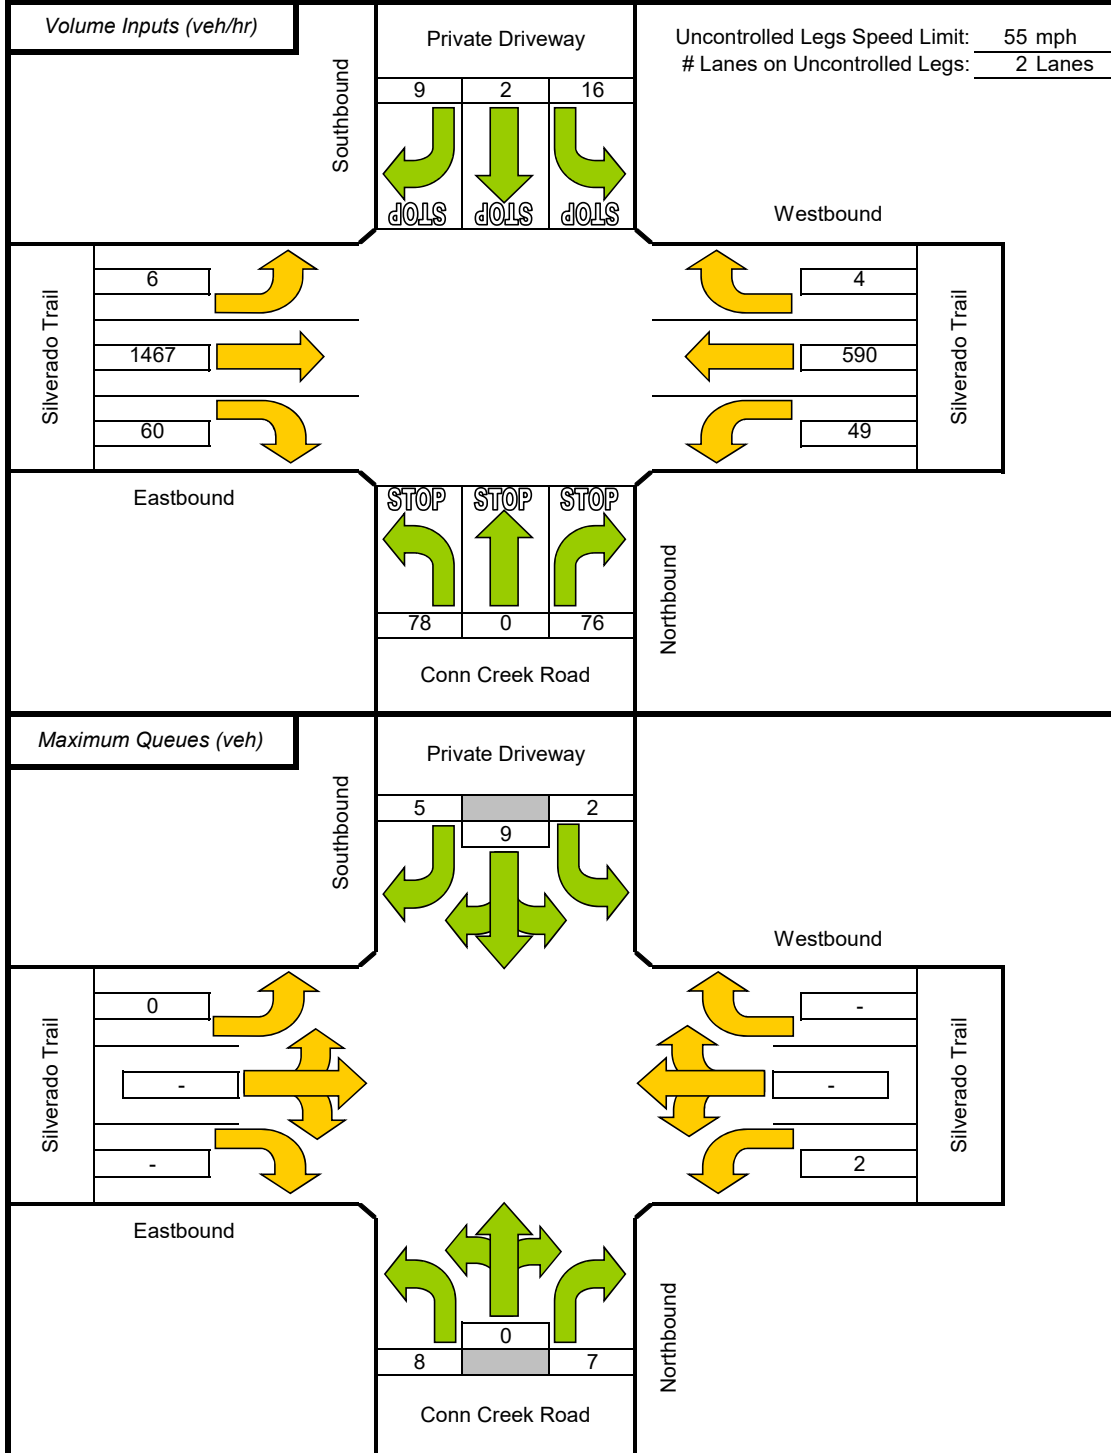 Volume Inputs (veh/hr)
Private Driveway
Uncontrolled Legs Speed Limit: 55 mph
# Lanes on Uncontrolled Legs: 2 Lanes
Southbound
9 2 16
STOP STOP STOP
Westbound
Silverado Trail
6
1467
60
4
590
49
Silverado Trail
Eastbound
STOP STOP STOP
78 0 76
Northbound
Conn Creek Road
Maximum Queues (veh)
Private Driveway
Southbound
5 2
9
Westbound
Silverado Trail
0
-
-
-
-
2
Silverado Trail
Eastbound
0
8 7
Northbound
Conn Creek Road